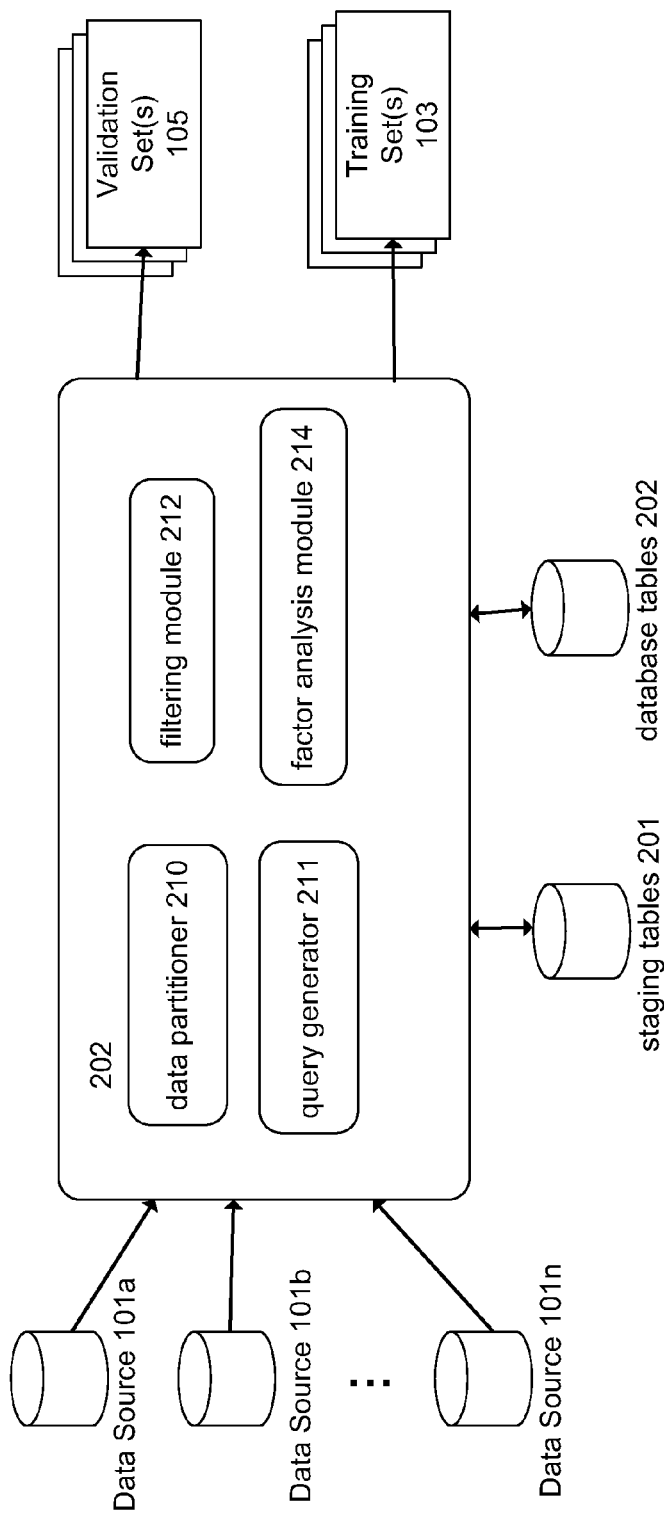 Data Source 101a
Data Source 101b
...
Data Source 101n
202
data partitioner 210
filtering module 212
query generator 211
factor analysis module 214
Validation
Set(s)
105
Training
Set(s)
103
staging tables 201
database tables 202